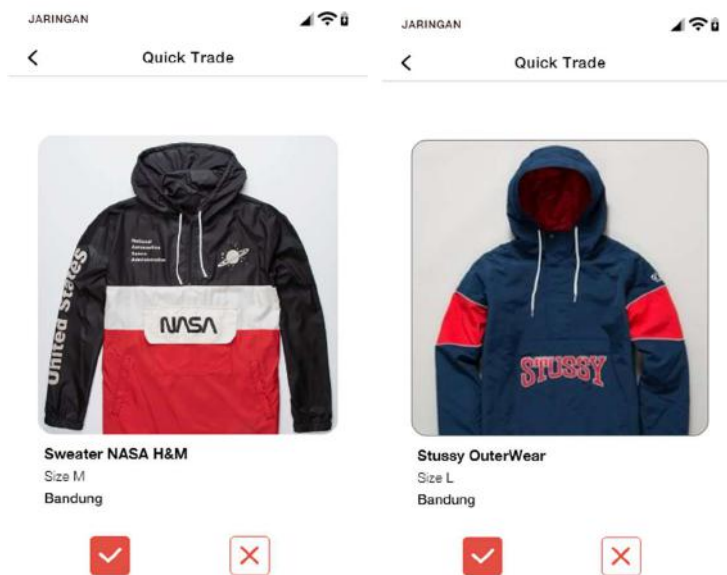 JARINGAN
Quick Trade
United States
National
Aeronautics
Space
Administration
NASA
Sweater NASA H&M
Size M
Bandung
JARINGAN
Quick Trade
STUSSY
Stussy OuterWear
Size L
Bandung